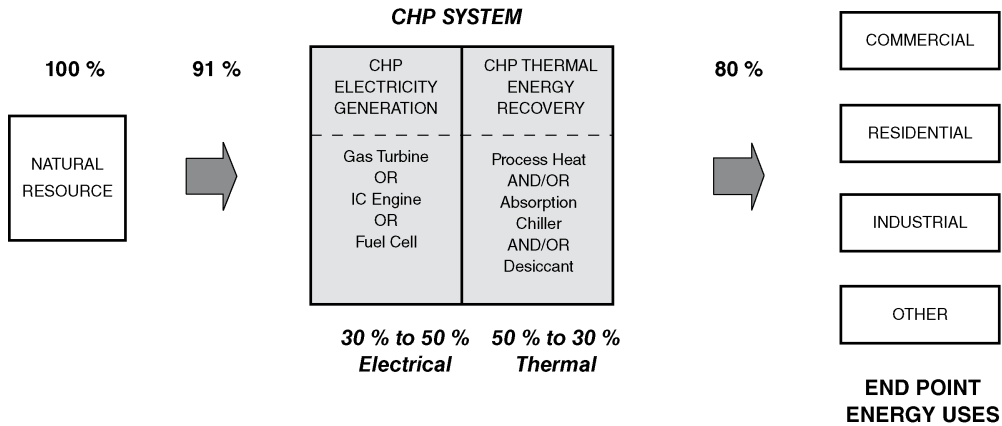 CHP SYSTEM
100 %
91 %
80 %
NATURAL
RESOURCE
CHP
ELECTRICITY
GENERATION
Gas Turbine
OR
IC Engine
OR
Fuel Cell
CHP THERMAL
ENERGY
RECOVERY
Process Heat
AND/OR
Absorption
Chiller
AND/OR
Desiccant
30 % to 50 %
Electrical
50 % to 30 %
Thermal
COMMERCIAL
RESIDENTIAL
INDUSTRIAL
OTHER
END POINT
ENERGY USES